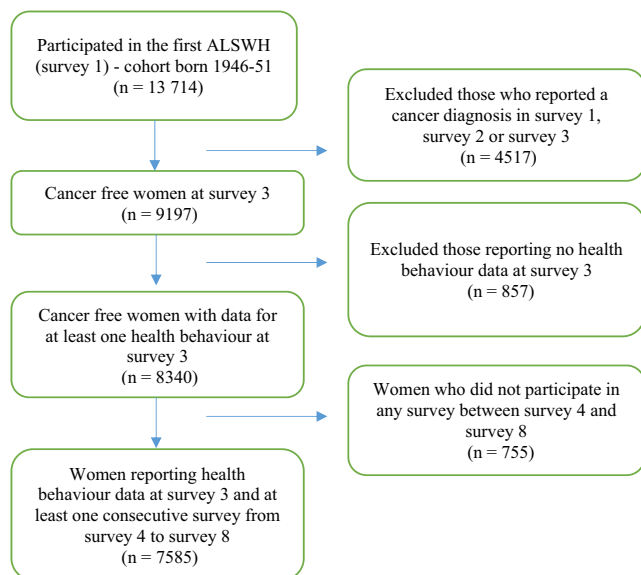 Participated in the first ALSWH
(survey 1) - cohort born 1946-51
(n = 13 714)
Excluded those who reported a
cancer diagnosis in survey 1,
survey 2 or survey 3
(n = 4517)
Cancer free women at survey 3
(n = 9197)
Excluded those reporting no health
behaviour data at survey 3
(n = 857)
Cancer free women with data for
at least one health behaviour at
survey 3
(n = 8340)
Women who did not participate in
any survey between survey 4 and
survey 8
(n = 755)
Women reporting health
behaviour data at survey 3 and at
least one consecutive survey from
survey 4 to survey 8
(n = 7585)